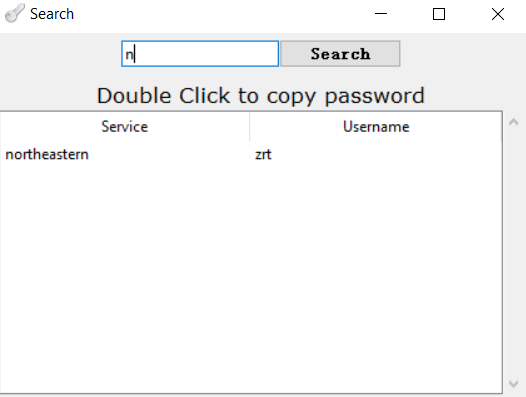 Search
n Search
Double Click to copy password
Service Username
northeastern zrt